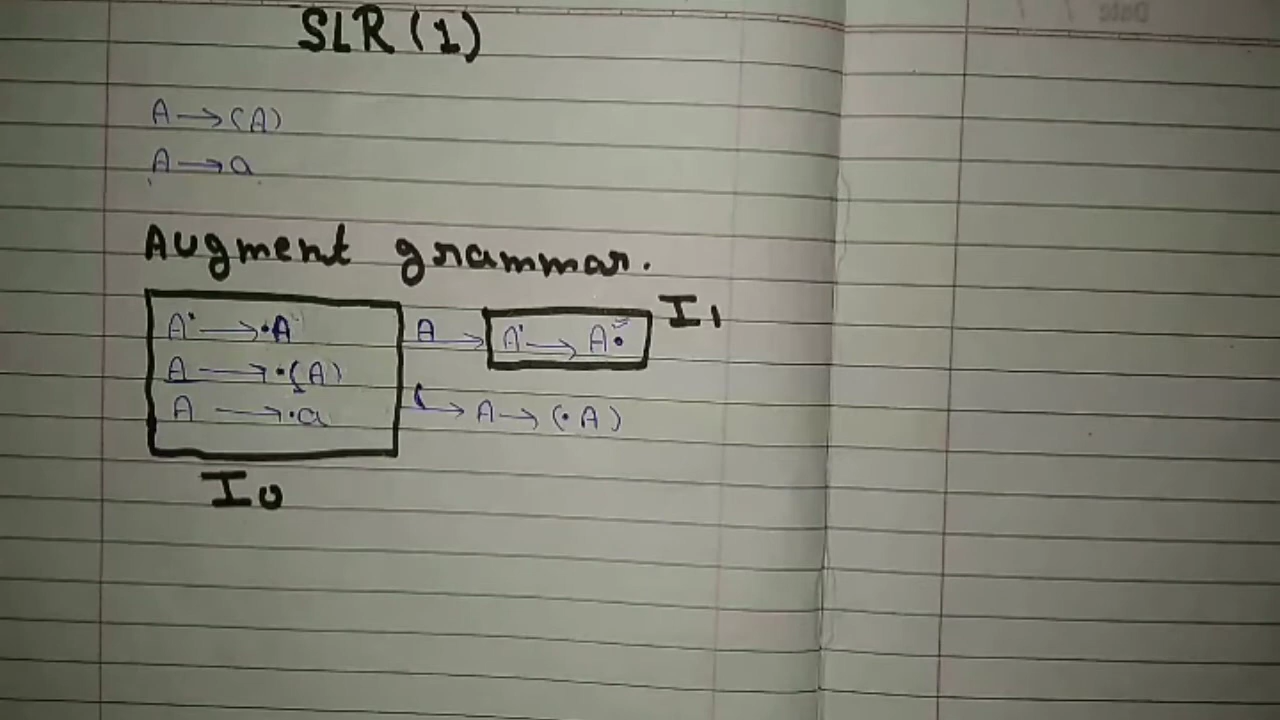 SLR (1)
A → (A)
A → a
Augment grammar.
A' → •A
A → •(A)
A → •a
I0
A → A' → A•
I1
( → A → (•A)